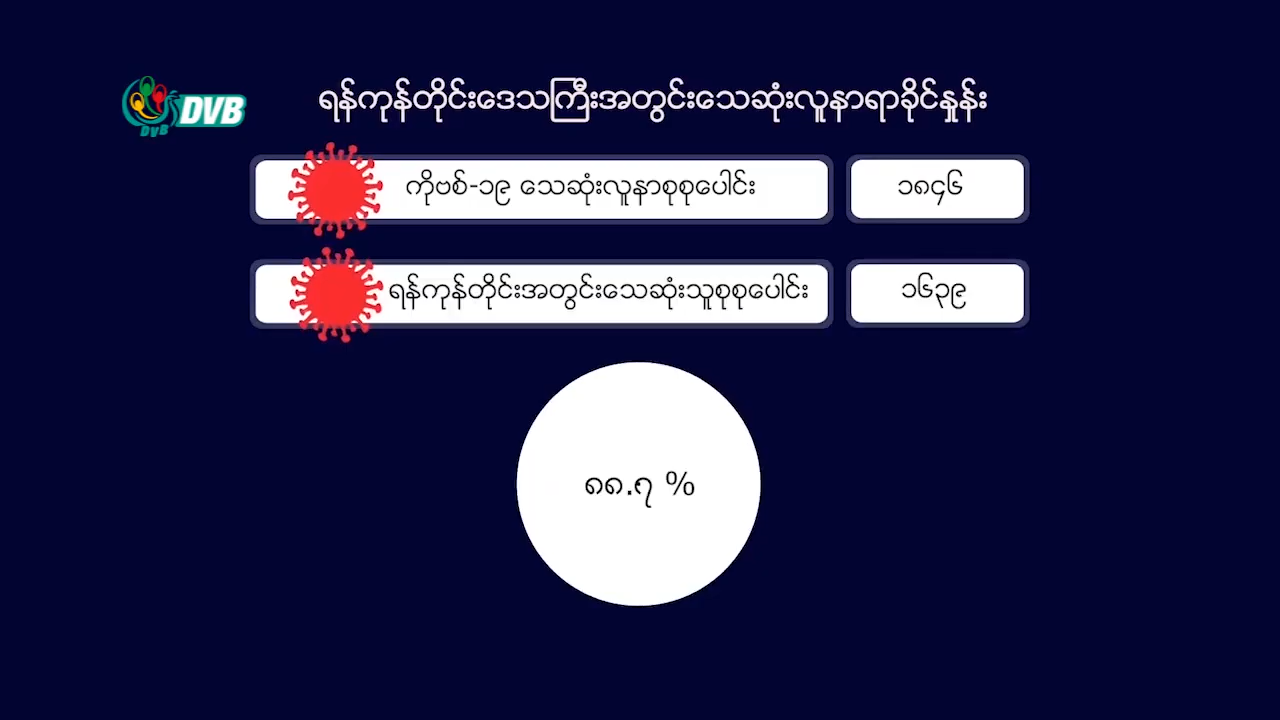 DVB
DVB
ရန်ကုန်တိုင်းဒေသကြီးအတွင်းသေဆုံးလူနာရာခိုင်နှုန်း
ကိုဗစ်-၁၉ သေဆုံးလူနာစုစုပေါင်း
၁၈၄၆
ရန်ကုန်တိုင်းအတွင်းသေဆုံးသူစုစုပေါင်း
၁၆၃၉
၈၈.၇ %